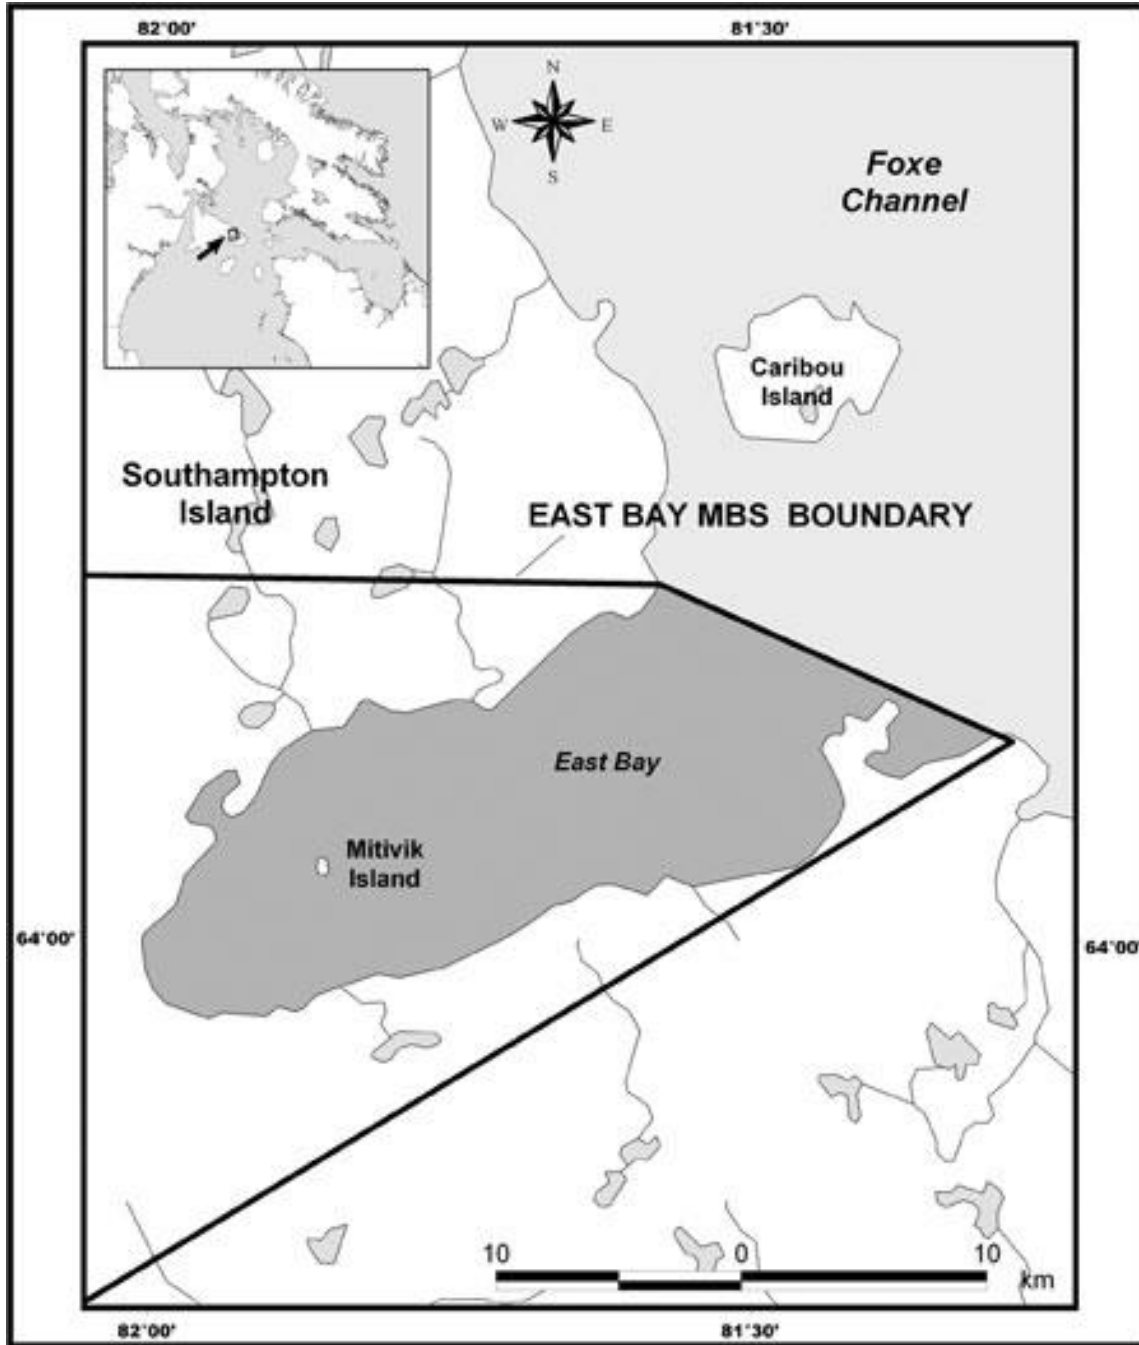 82°00'
81°30'
N
W
E
S
Foxe
Channel
Caribou
Island
Southampton
Island
EAST BAY MBS BOUNDARY
East Bay
Mitivik
Island
64°00'
64°00'
10
0
10
km
82°00'
81°30'